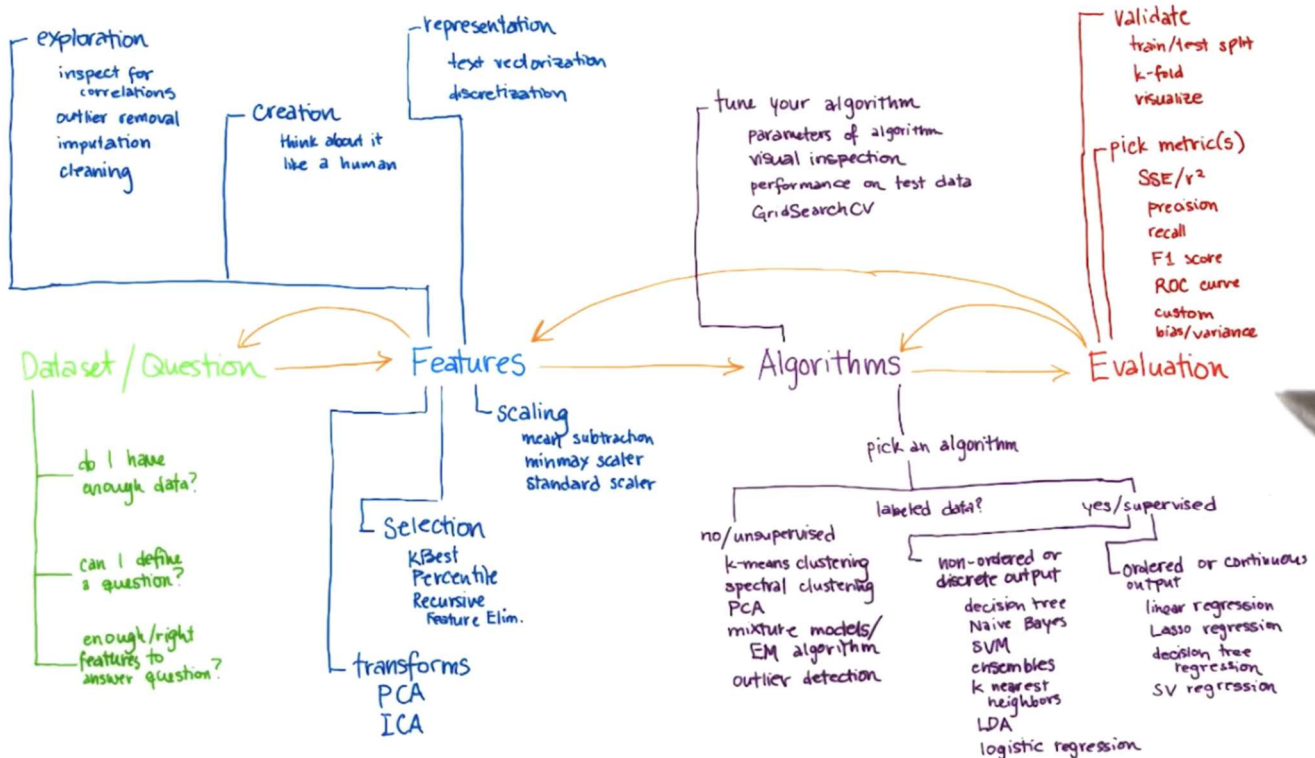 exploration
inspect for
correlations
outlier removal
imputation
cleaning
creation
think about it
like a human
representation
text vectorization
discretization
tune your algorithm
parameters of algorithm
visual inspection
performance on test data
GridSearchCV
validate
train/test split
k-fold
visualize
pick metric(s)
SSE/r²
precision
recall
F1 score
ROC curve
custom
bias/variance
Dataset/Question
Features
Algorithms
Evaluation
do I have
enough data?
can I define
a question?
enough/right
features to
answer question?
scaling
mean subtraction
minmax scaler
standard scaler
Selection
KBest
Percentile
Recursive
Feature Elim.
transforms
PCA
ICA
pick an algorithm
labeled data?
no/unsupervised
k-means clustering
spectral clustering
PCA
mixture models/
EM algorithm
outlier detection
yes/supervised
non-ordered or
discrete output
decision tree
Naive Bayes
SVM
ensembles
k nearest
neighbors
LDA
logistic regression
ordered or continuous
output
linear regression
Lasso regression
decision tree
regression
SV regression